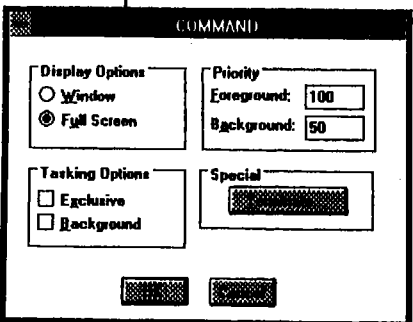 COMMAND
Display Options
Window
Full Screen
Priority
Foreground: 100
Background: 50
Tasking Options
Exclusive
Background
Special